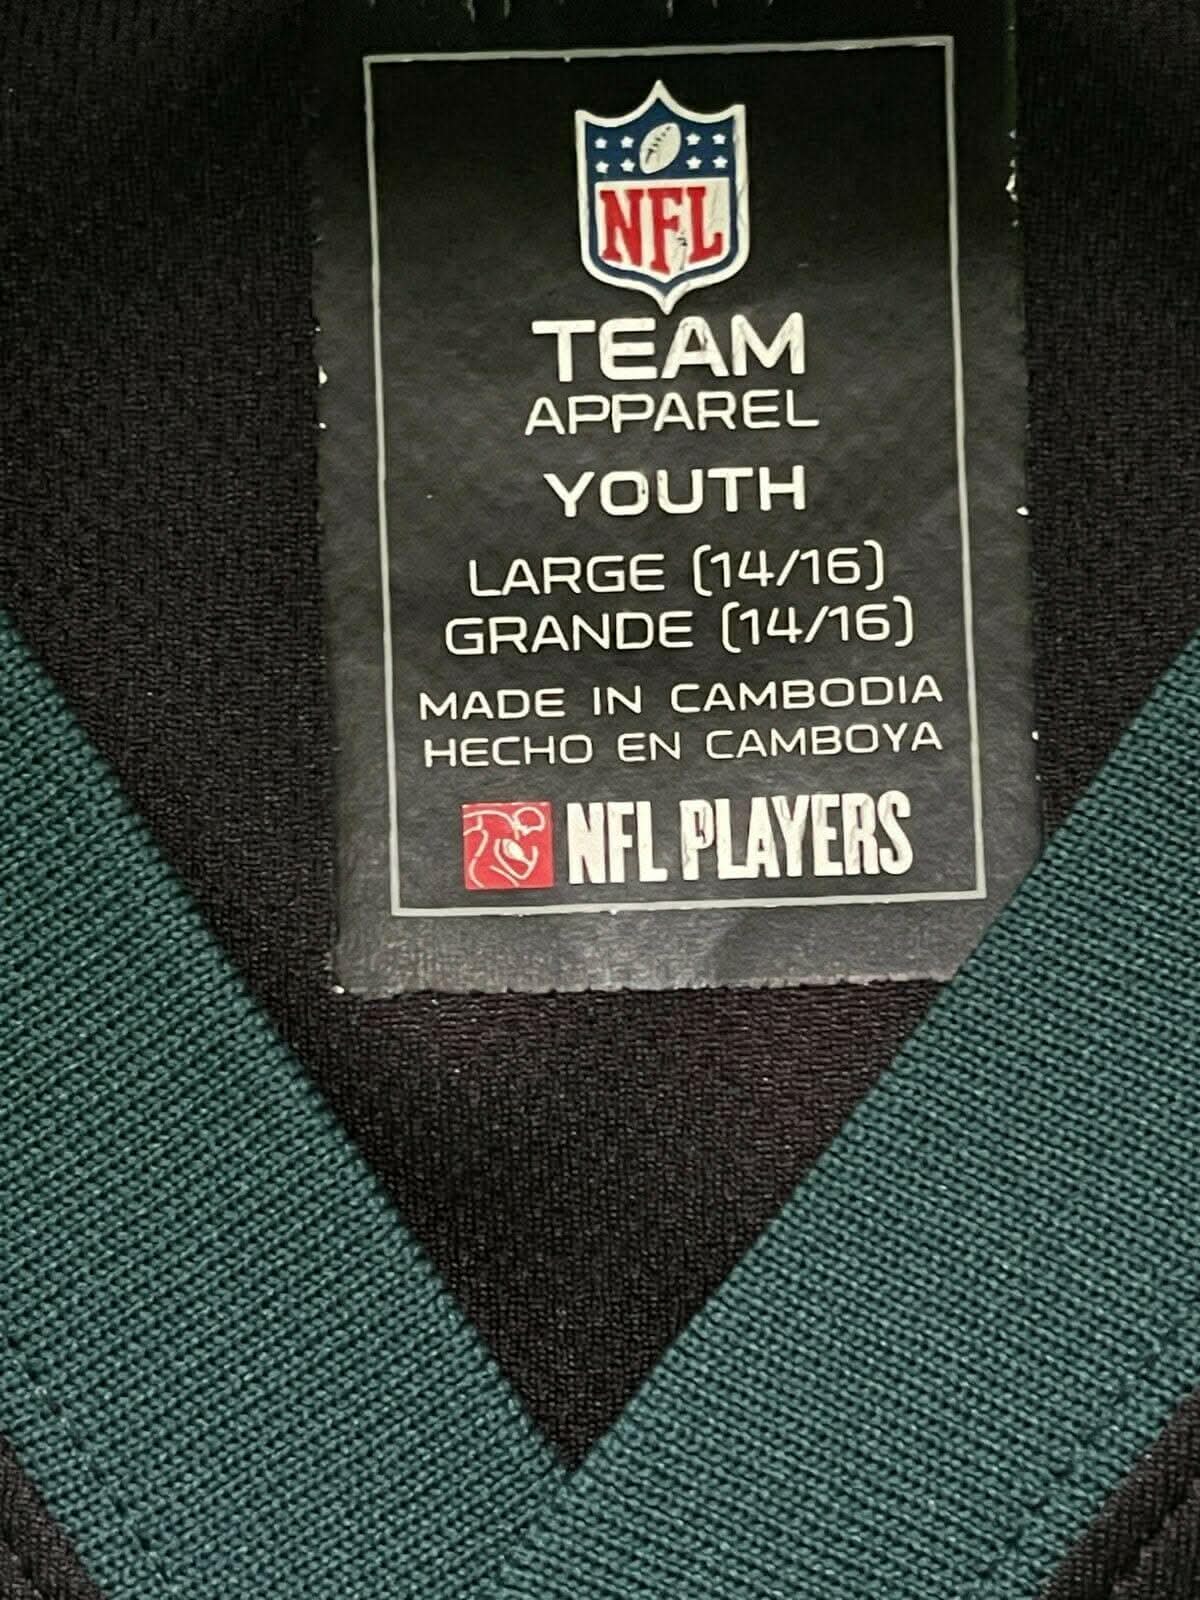 NFL
TEAM
APPAREL
YOUTH
LARGE (14/16)
GRANDE (14/16)
MADE IN CAMBODIA
HECHO EN CAMBOYA
NFL PLAYERS